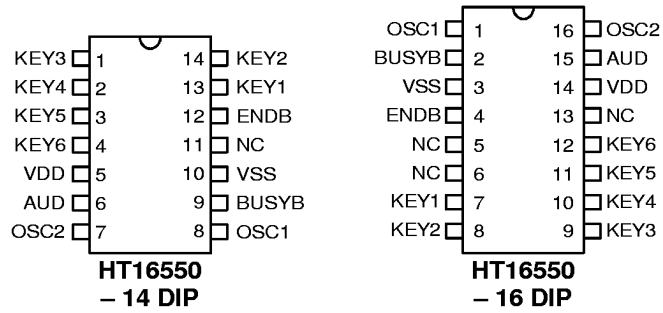 KEY3 1 14 KEY2
KEY4 2 13 KEY1
KEY5 3 12 ENDB
KEY6 4 11 NC
VDD 5 10 VSS
AUD 6 9 BUSYB
OSC2 7 8 OSC1
HT16550
– 14 DIP
OSC1 1 16 OSC2
BUSYB 2 15 AUD
VSS 3 14 VDD
ENDB 4 13 NC
NC 5 12 KEY6
NC 6 11 KEY5
KEY1 7 10 KEY4
KEY2 8 9 KEY3
HT16550
– 16 DIP